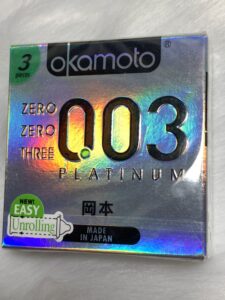 3
pieces
okamoto®
ZERO
ZERO
THREE
0.03
PLATINUM
NEW!
EASY
Unrolling
岡本
MADE
IN JAPAN